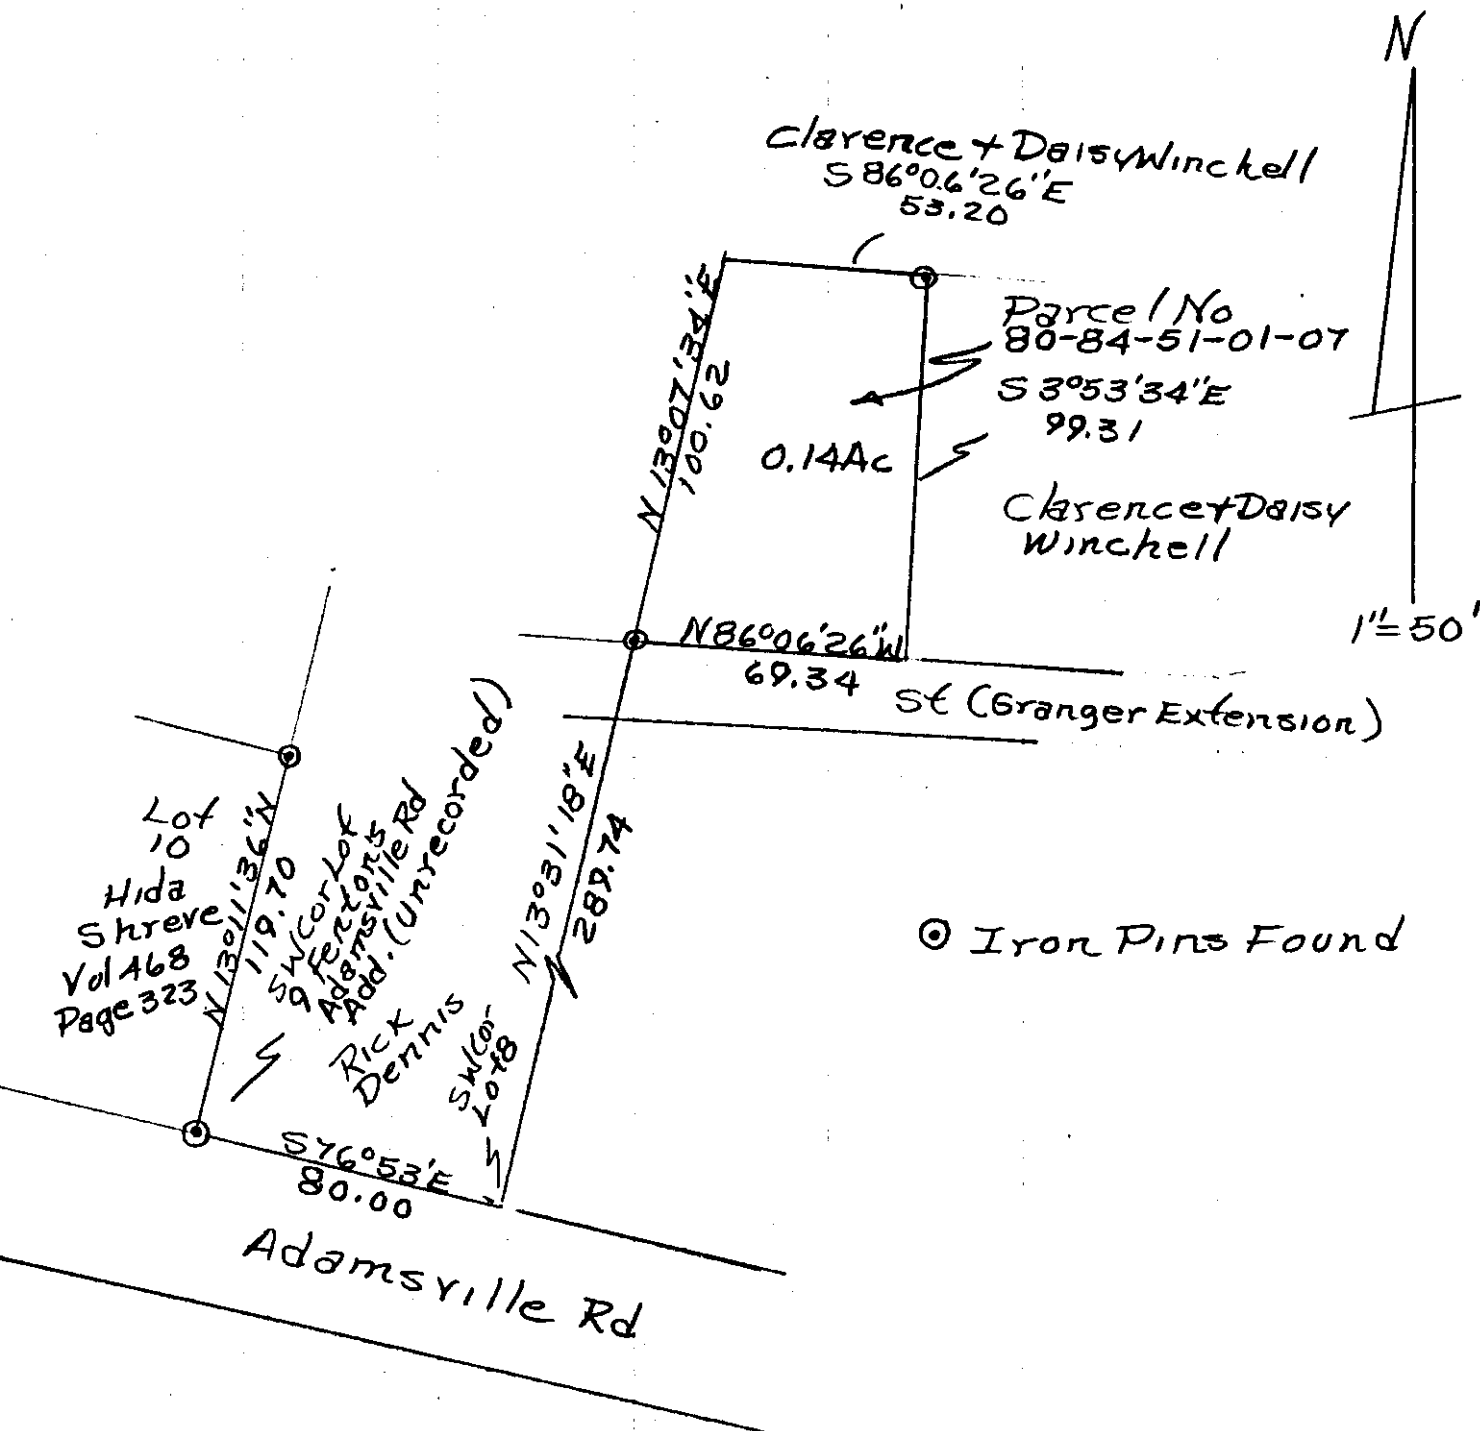 N
Clarence + Daisy Winchell
S 86°06'26"E
53.20
Parcel No
80-84-51-01-07
S 3°53'34"E
99.31
N 13°07'34"E
100.62
0.14Ac
Clarence + Daisy
Winchell
1"=50'
N86°06'26"W
69.34
St (Granger Extension)
Lot
10
Hida
Shreve
Vol 468
Page 323
N 13°11'36"N
119.70
SW Cor Lot
9 Fentons
Adamsville Rd
Add. (Unrecorded)
Rick
Dennis
SW Cor
Lot 8
N13°31'18"E
289.74
Iron Pins Found
S76°53'E
80.00
Adamsville Rd